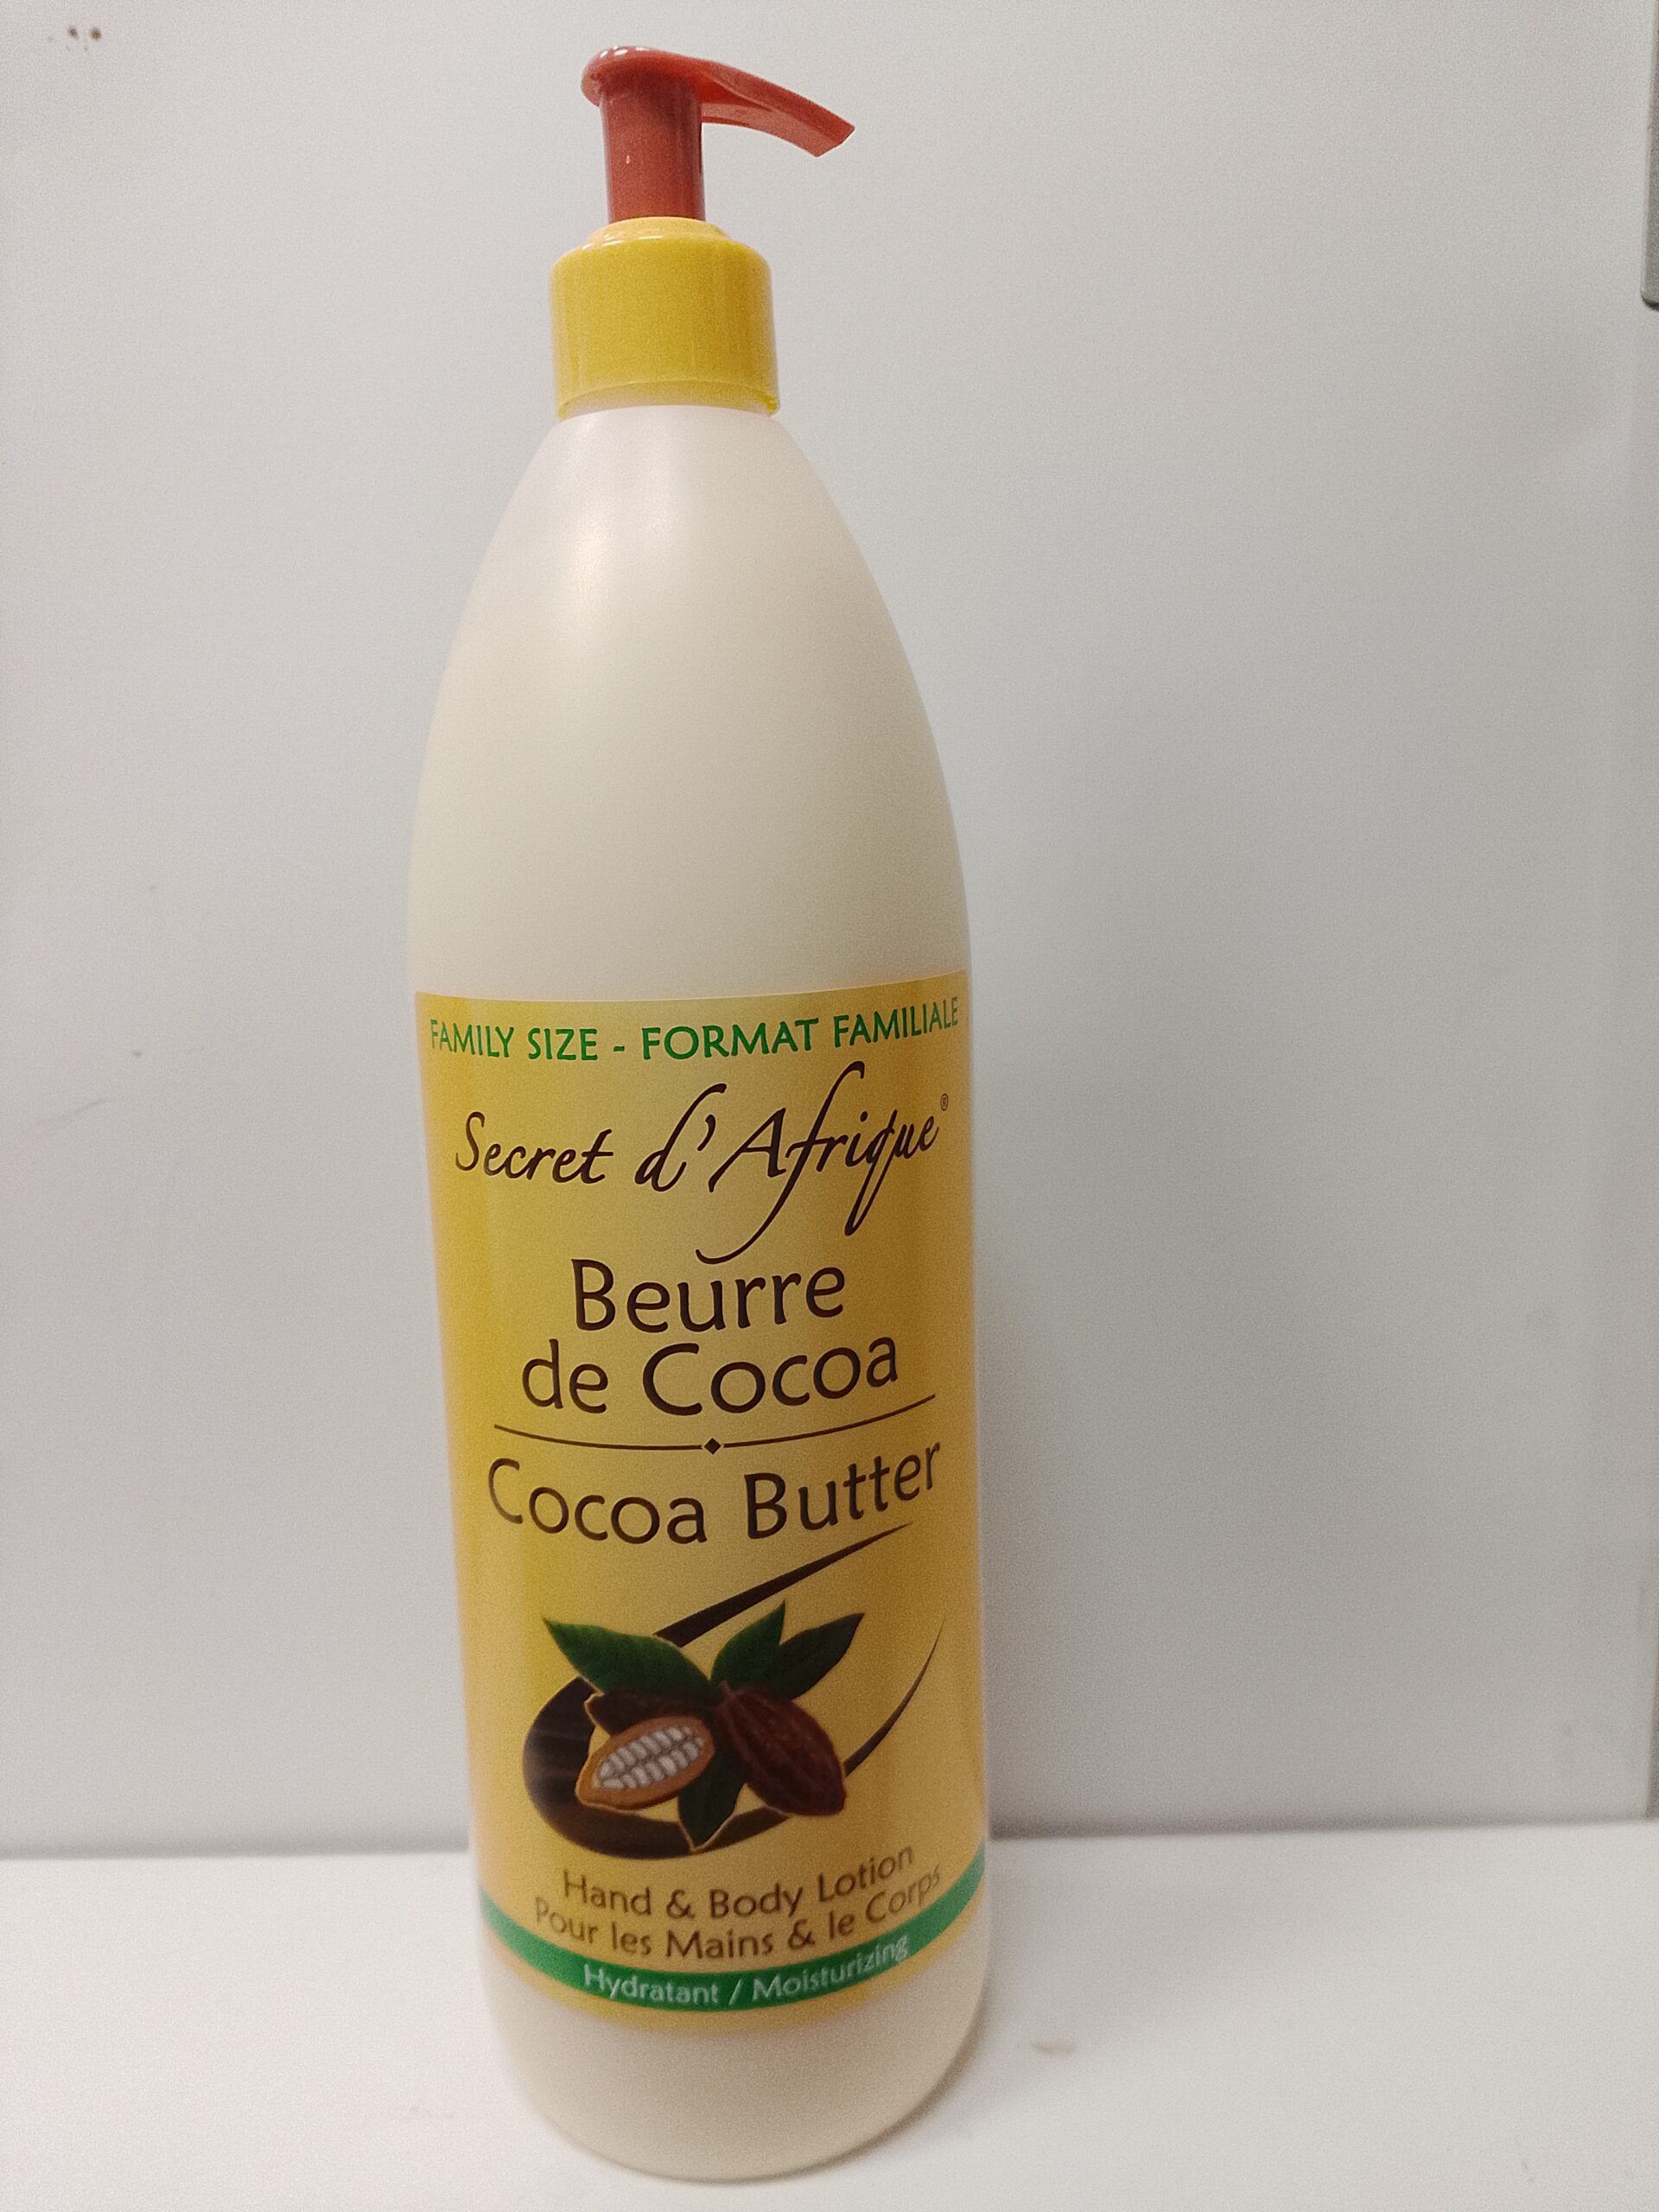 FAMILY SIZE - FORMAT FAMILIALE
Secret d'Afrique®
Beurre
de Cocoa
Cocoa Butter
Hand & Body Lotion
Pour les Mains & le Corps
Hydratant / Moisturizing